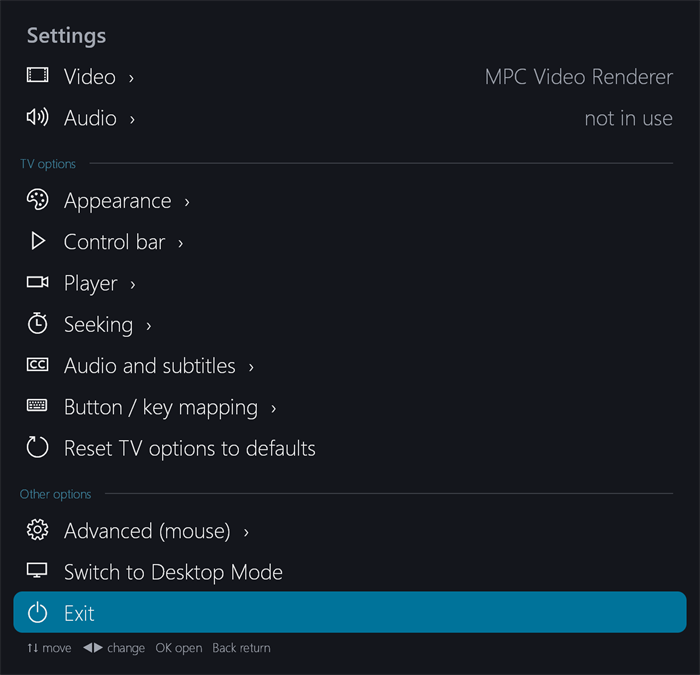 Settings
Video › MPC Video Renderer
Audio › not in use
TV options
Appearance ›
Control bar ›
Player ›
Seeking ›
CC Audio and subtitles ›
Button / key mapping ›
Reset TV options to defaults
Other options
Advanced (mouse) ›
Switch to Desktop Mode
Exit
↑↓ move ◀▶ change OK open Back return